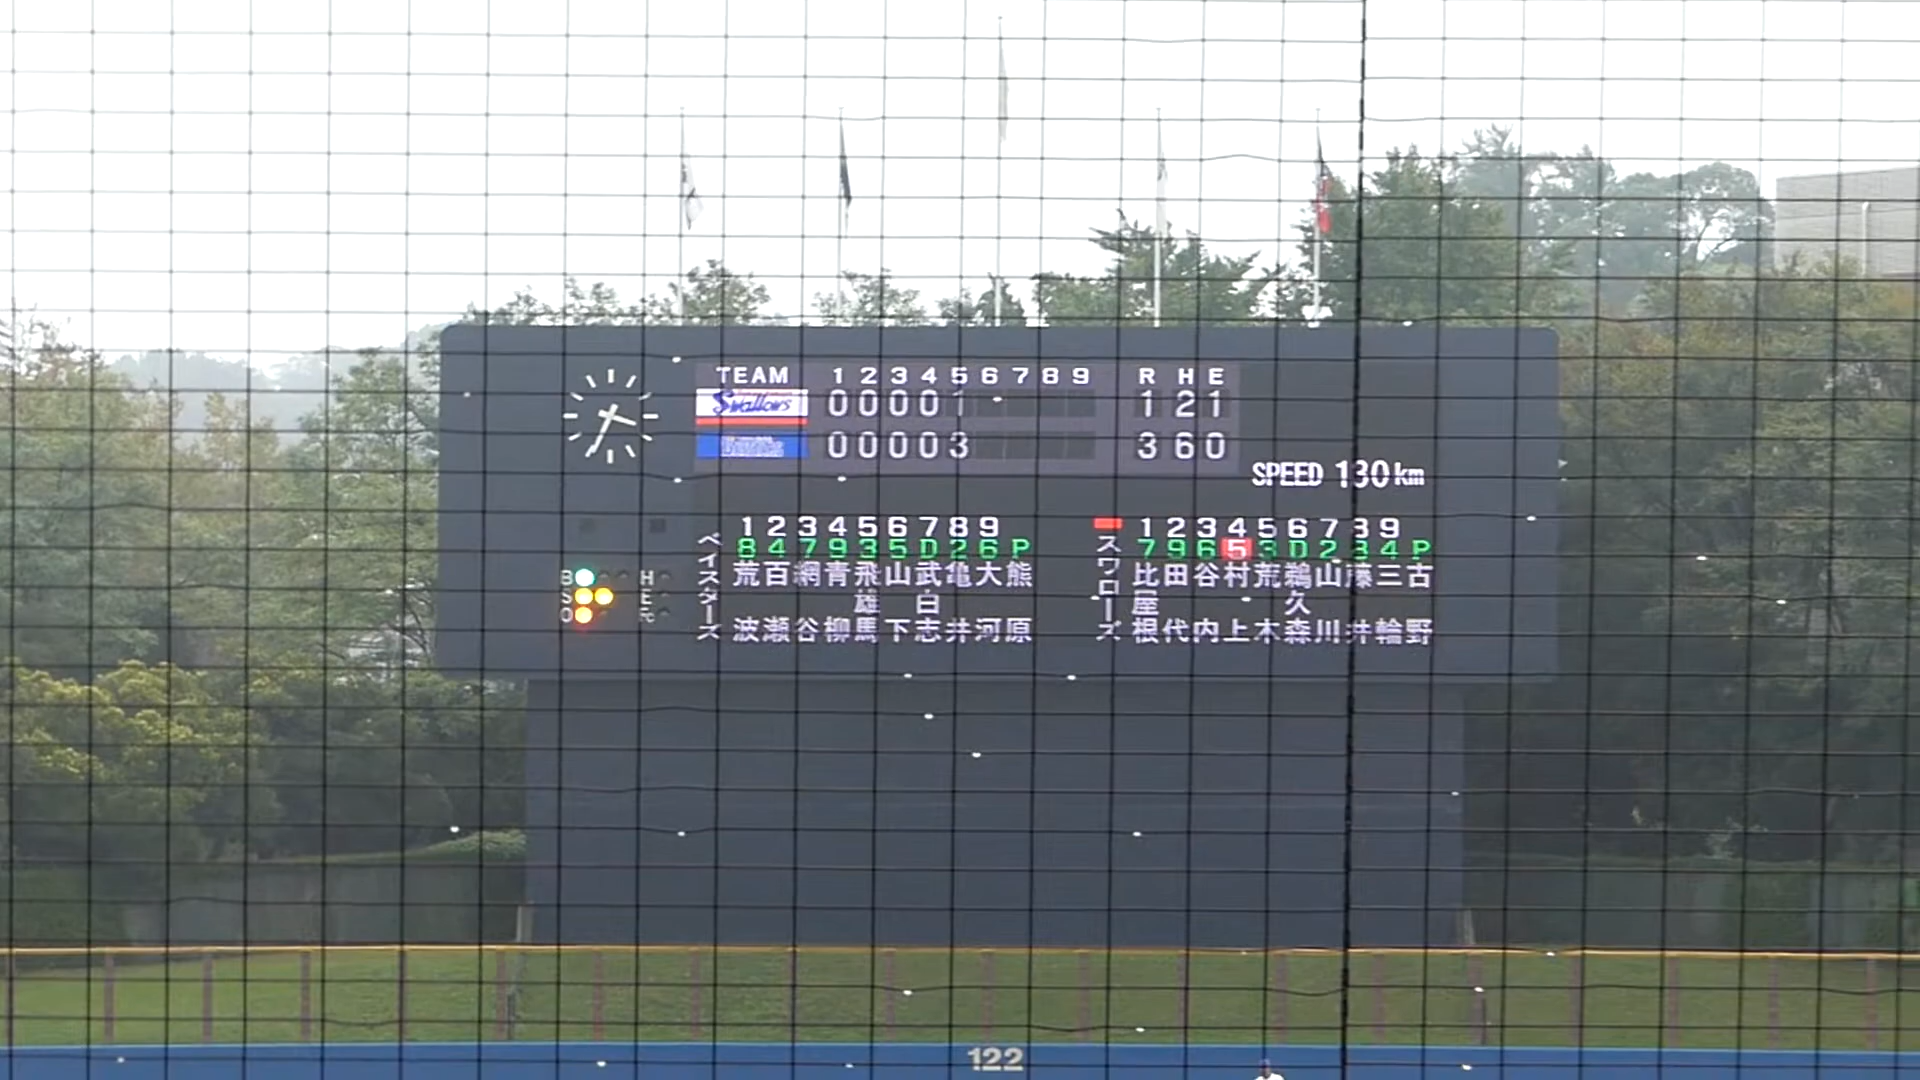 TEAM 1 2 3 4 5 6 7 8 9 R H E
Swallows 0 0 0 0 1 1 2 1
0 0 0 0 3 3 6 0
SPEED 130km
ベイスターズ
1 2 3 4 5 6 7 8 9
8 4 7 9 3 5 D 2 6 P
荒波 百瀬 網谷 青柳 飛雄馬 山下 武白志 亀井 大河 熊原
スワローズ
1 2 3 4 5 6 7 8 9
7 9 6 5 3 D 2 8 4 P
比屋根 田代 谷内 村上 荒木 鵜久森 山川 藤井 三輪 古野
B H
S E
O Fc
122